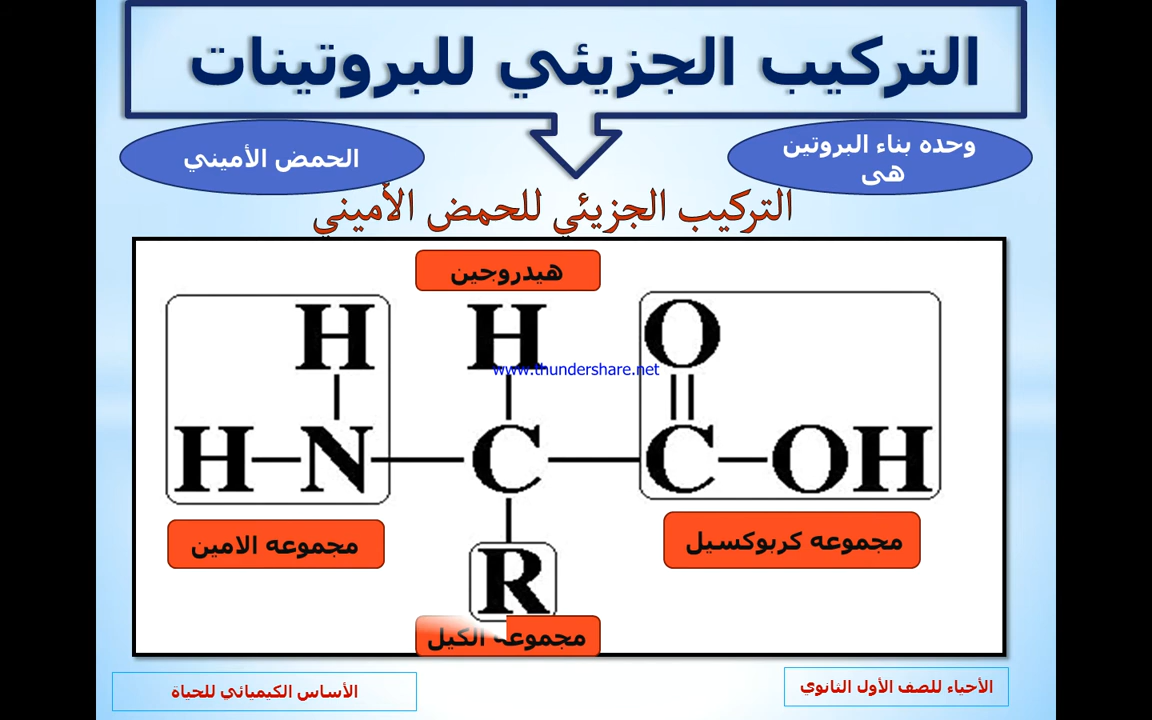 التركيب الجزيئي للبروتينات
وحده بناء البروتين
هى
الحمض الأميني
التركيب الجزيئي للحمض الأميني
هيدروجين
H H O
www.thundershare.net
H N C C OH
مجموعه الامين
مجموعه كربوكسيل
R
مجموعه الكيل
الأحياء للصف الأول الثانوي
الأساس الكيميائي للحياة